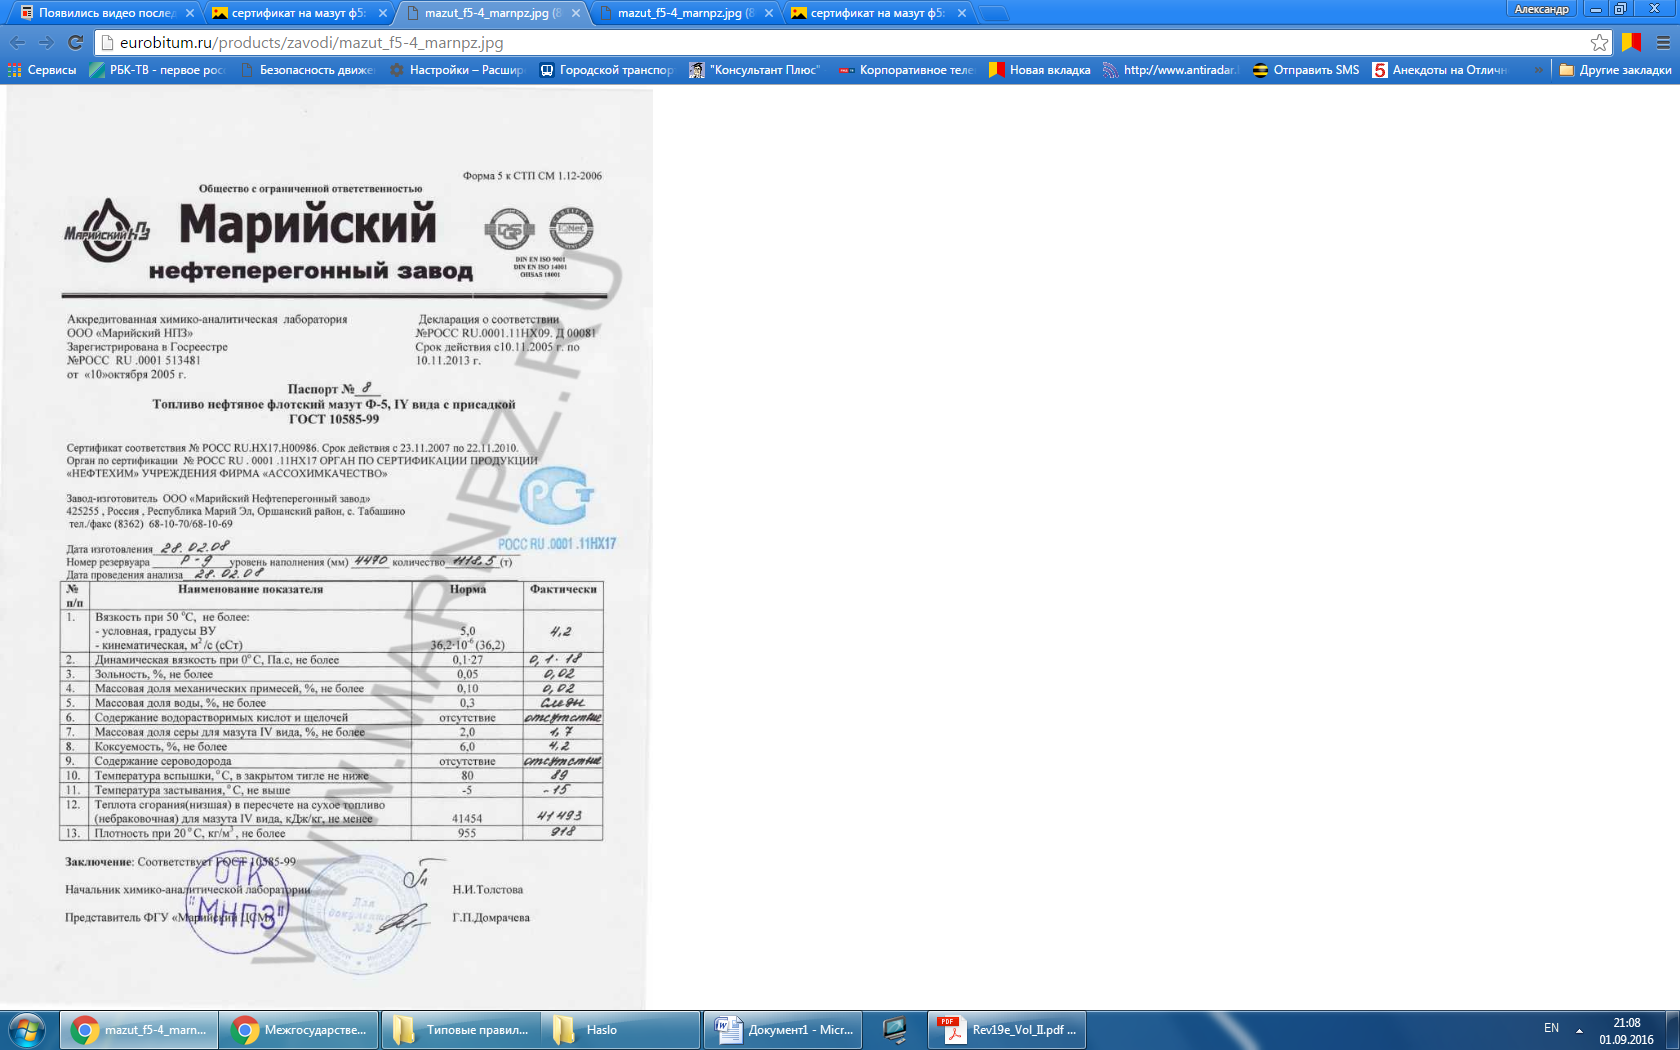 Появились видео послед
сертификат на мазут ф5:
mazut_f5-4_marnpz.jpg (8
mazut_f5-4_marnpz.jpg (8
сертификат на мазут ф5:
Александр
eurobitum.ru/products/zavodi/mazut_f5-4_marnpz.jpg
Сервисы
РБК-ТВ - первое рос
Безопасность движе
Настройки – Расшир
Городской транспор
"Консультант Плюс"
Корпоративное теле
Новая вкладка
http://www.antiradar.
Отправить SMS
Анекдоты на Отличн
Другие закладки
Форма 5 к СТП СМ 1.12-2006
Общество с ограниченной ответственностью
Марийский НПЗ
Марийский
нефтеперегонный завод
DQS
CERTIFIED
IQNet
DIN EN ISO 9001
DIN EN ISO 14001
OHSAS 18001
Аккредитованная химико-аналитическая лаборатория
ООО «Марийский НПЗ»
Зарегистрирована в Госреестре
№РОСС RU .0001 513481
от «10»октября 2005 г.
Декларация о соответствии
№РОСС RU.0001.11НХ09. Д 00081
Срок действия с10.11.2005 г. по
10.11.2013 г.
Паспорт № 8
Топливо нефтяное флотский мазут Ф-5, IY вида с присадкой
ГОСТ 10585-99
Сертификат соответствия № РОСС RU.НХ17.Н00986. Срок действия с 23.11.2007 по 22.11.2010.
Орган по сертификации № РОСС RU . 0001 .11НХ17 ОРГАН ПО СЕРТИФИКАЦИИ ПРОДУКЦИИ
«НЕФТЕХИМ» УЧРЕЖДЕНИЯ ФИРМА «АССОХИМКАЧЕСТВО»
Завод-изготовитель ООО «Марийский Нефтеперегонный завод»
425255 , Россия , Республика Марий Эл, Оршанский район, с. Табашино
тел./факс (8362) 68-10-70/68-10-69
РСТ
РОСС RU .0001 .11НХ17
Дата изготовления 28.02.08
Номер резервуара Р-9 уровень наполнения (мм) 4470 количество 1118,5 (т)
Дата проведения анализа 28.02.08
№ п/п Наименование показателя Норма Фактически
1. Вязкость при 50 °С, не более:
- условная, градусы ВУ 5,0 4,2
- кинематическая, м²/с (сСт) 36,2·10⁻⁶ (36,2)
2. Динамическая вязкость при 0°С, Па.с, не более 0,1·27 0,1·18
3. Зольность, %, не более 0,05 0,02
4. Массовая доля механических примесей, %, не более 0,10 0,02
5. Массовая доля воды, %, не более 0,3 следы
6. Содержание водорастворимых кислот и щелочей отсутствие отсутствие
7. Массовая доля серы для мазута IV вида, %, не более 2,0 1,7
8. Коксуемость, %, не более 6,0 4,2
9. Содержание сероводорода отсутствие отсутствие
10. Температура вспышки, °С, в закрытом тигле не ниже 80 89
11. Температура застывания, °С, не выше -5 -15
12. Теплота сгорания(низшая) в пересчете на сухое топливо
(небраковочная) для мазута IV вида, кДж/кг, не менее 41454 41493
13. Плотность при 20 °С, кг/м³ , не более 955 918
Заключение: Соответствует ГОСТ 10585-99
Начальник химико-аналитической лаборатории Н.И.Толстова
Представитель ФГУ «Марийский ЦСМ» Г.П.Домрачева
ОТК
"МНПЗ"
Для
документов
№2
WWW.MARNPZ.RU
mazut_f5-4_marn...
Межгосударстве...
Типовые правил...
Haslo
Документ1 - Micr...
Rev19e_Vol_II.pdf ...
EN
21:08
01.09.2016